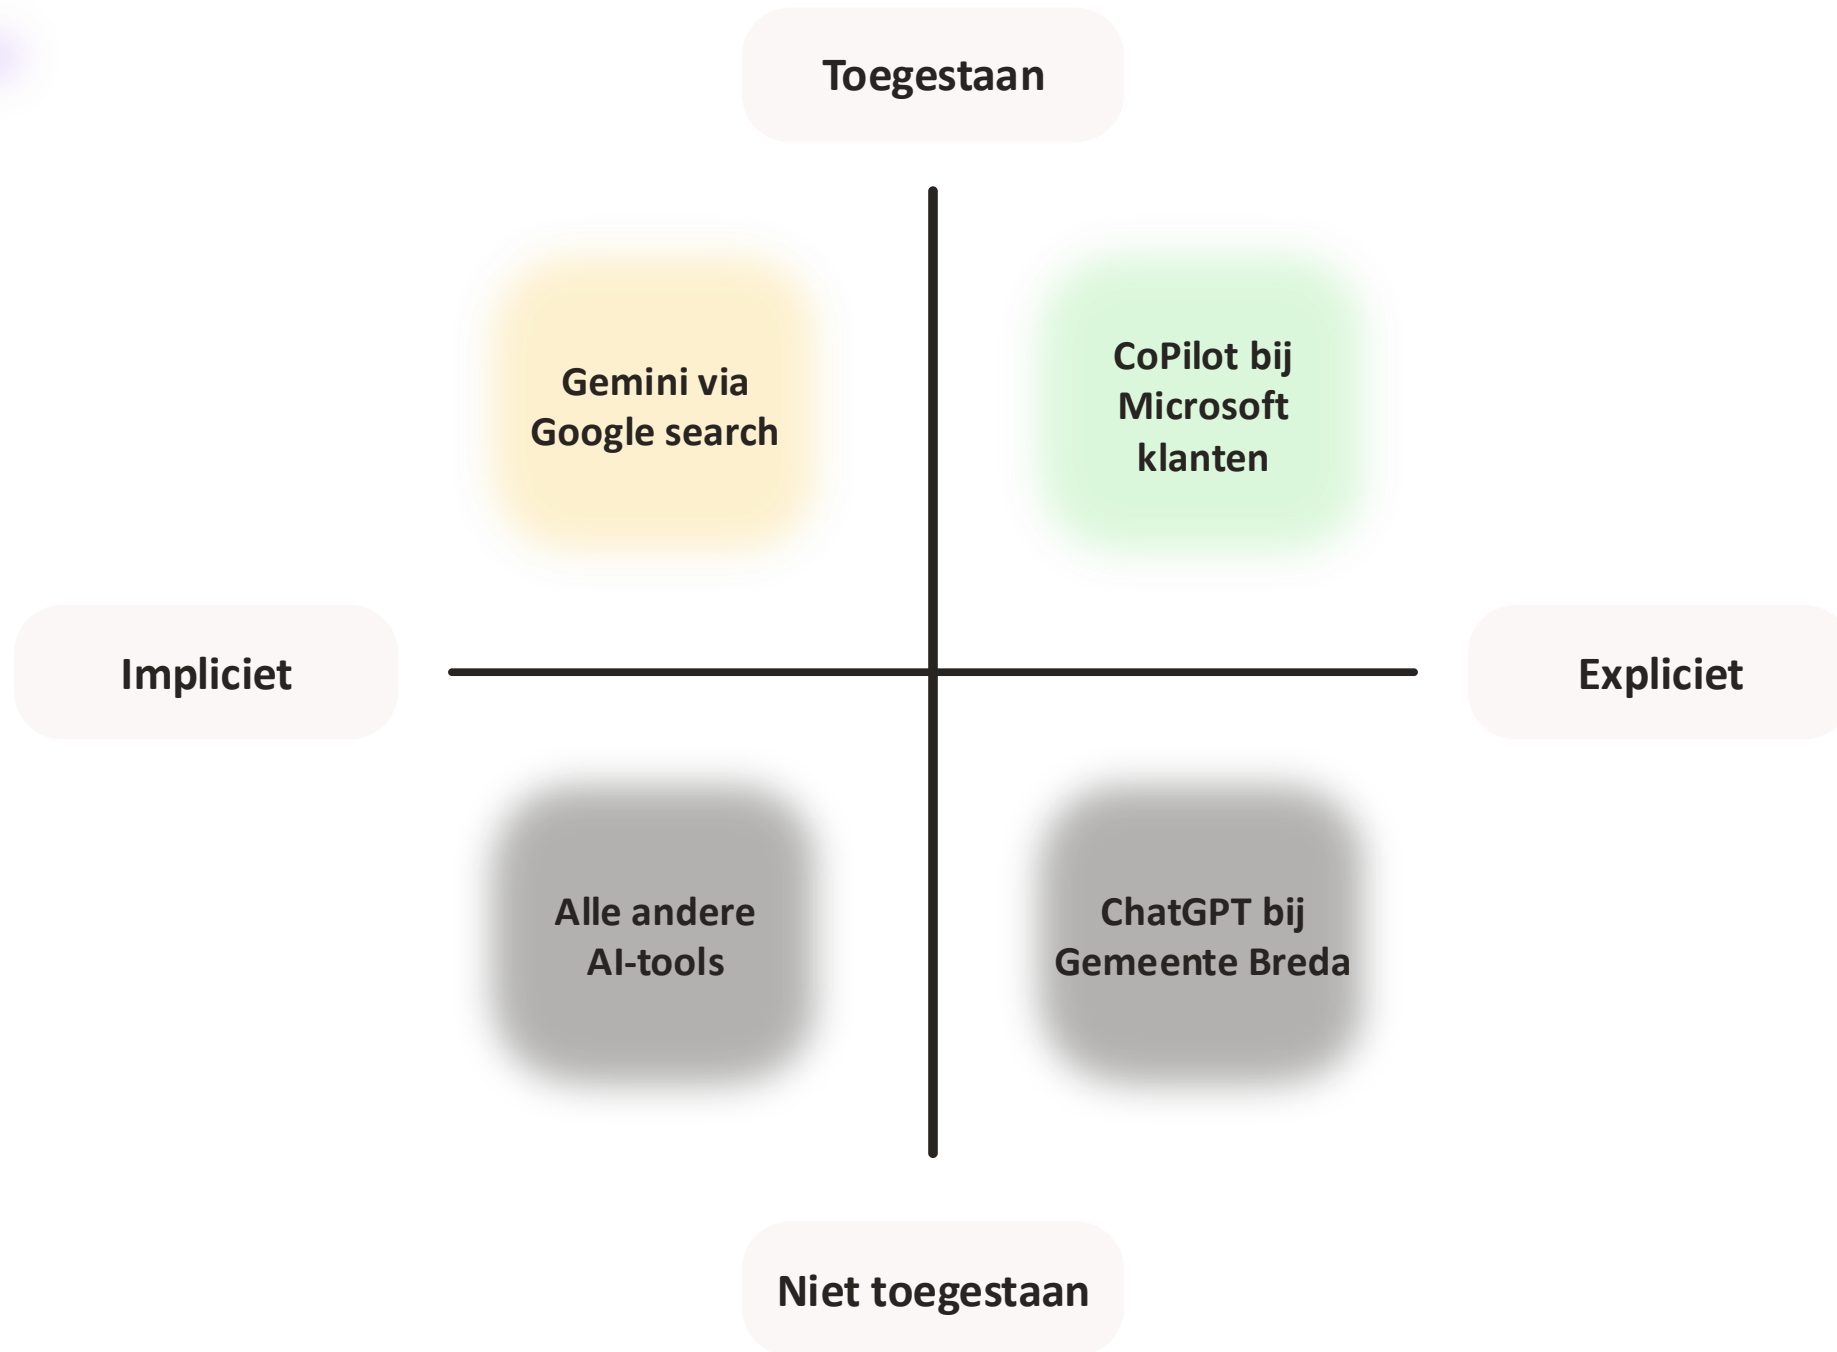 Toegestaan
Gemini via
Google search
CoPilot bij
Microsoft
klanten
Impliciet
Expliciet
Alle andere
AI-tools
ChatGPT bij
Gemeente Breda
Niet toegestaan